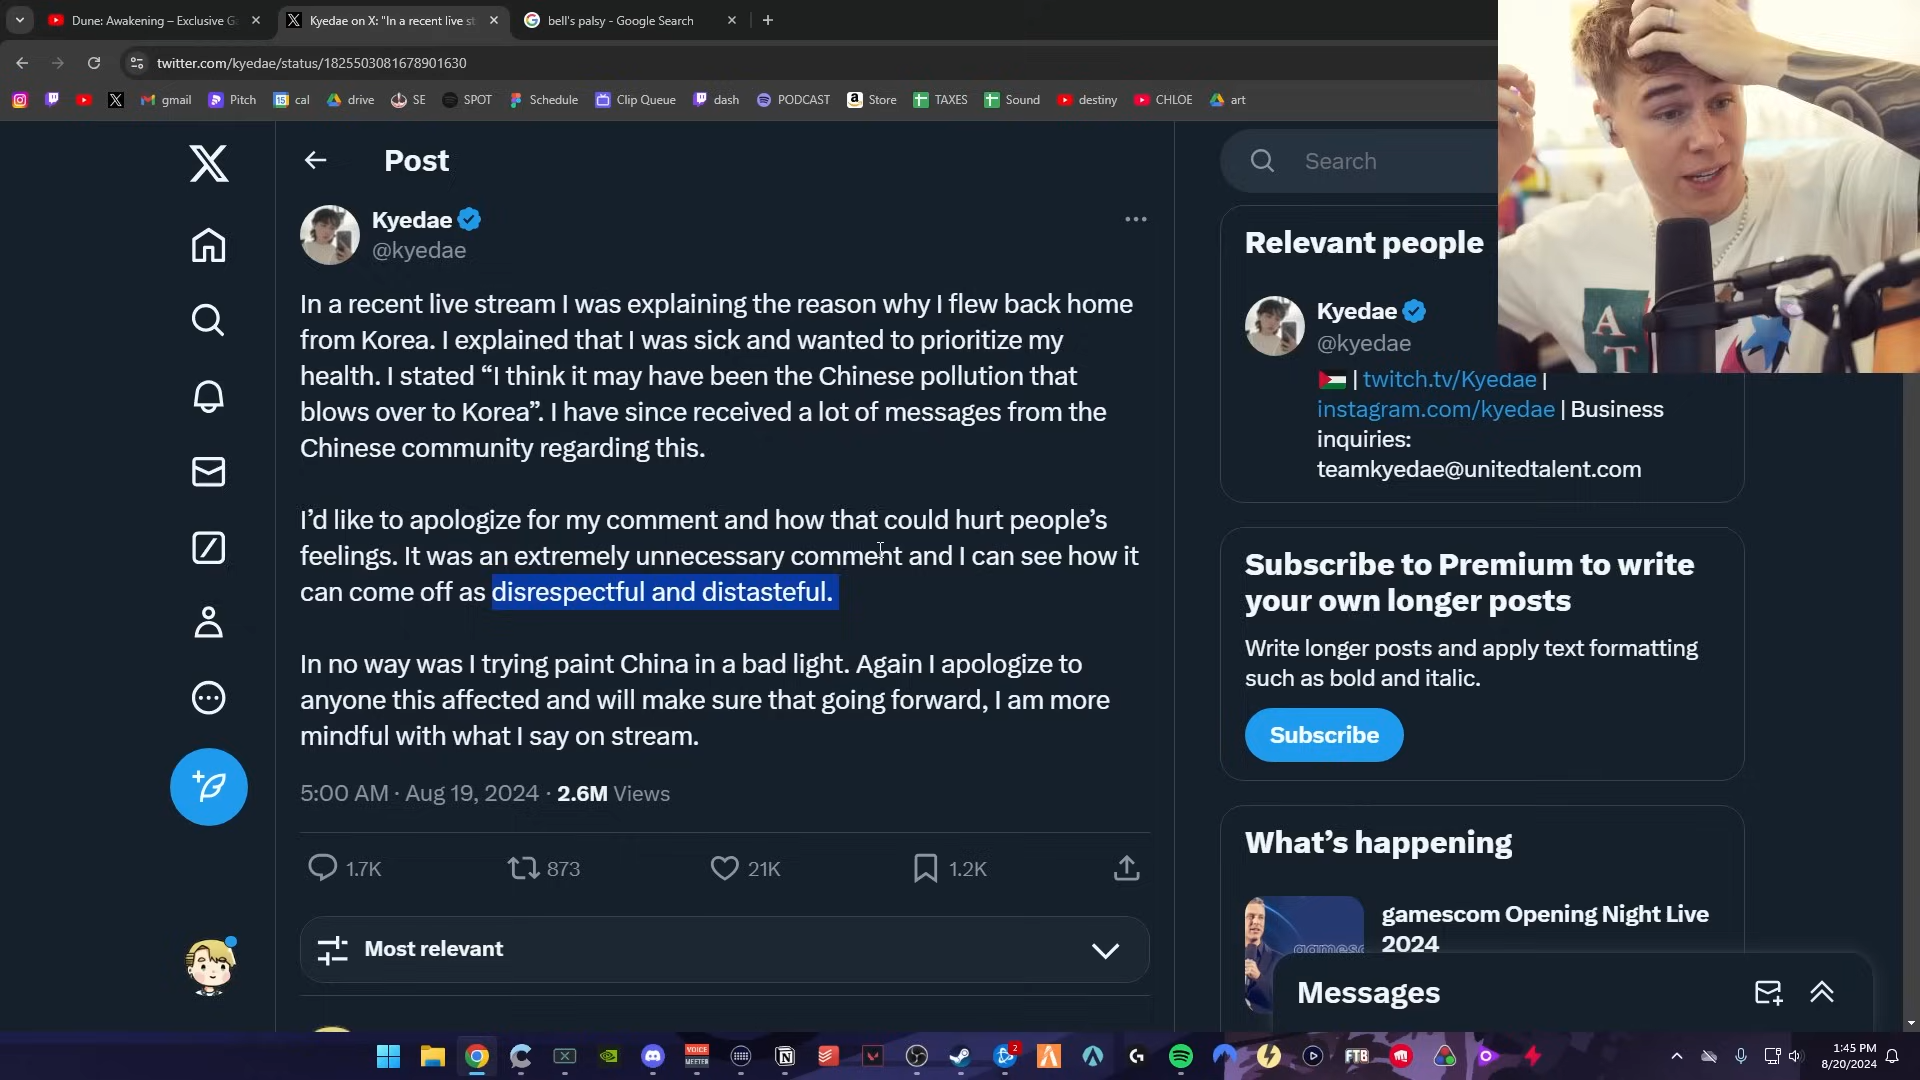 Dune: Awakening – Exclusive G
Kyedae on X: "In a recent live st
bell's palsy - Google Search
twitter.com/kyedae/status/1825503081678901630
gmail
Pitch
cal
drive
SE
SPOT
Schedule
Clip Queue
dash
PODCAST
Store
TAXES
Sound
destiny
CHLOE
art
Post
Kyedae
@kyedae
In a recent live stream I was explaining the reason why I flew back home
from Korea. I explained that I was sick and wanted to prioritize my
health. I stated “I think it may have been the Chinese pollution that
blows over to Korea”. I have since received a lot of messages from the
Chinese community regarding this.
I’d like to apologize for my comment and how that could hurt people’s
feelings. It was an extremely unnecessary comment and I can see how it
can come off as disrespectful and distasteful.
In no way was I trying paint China in a bad light. Again I apologize to
anyone this affected and will make sure that going forward, I am more
mindful with what I say on stream.
5:00 AM · Aug 19, 2024 · 2.6M Views
1.7K
873
21K
1.2K
Most relevant
Search
Relevant people
Kyedae
@kyedae
| twitch.tv/Kyedae |
instagram.com/kyedae | Business
inquiries:
teamkyedae@unitedtalent.com
Subscribe to Premium to write
your own longer posts
Write longer posts and apply text formatting
such as bold and italic.
Subscribe
What’s happening
gamescom Opening Night Live
2024
Messages
A
T
VOICE
MEETER
2
FTB
1:45 PM
8/20/2024